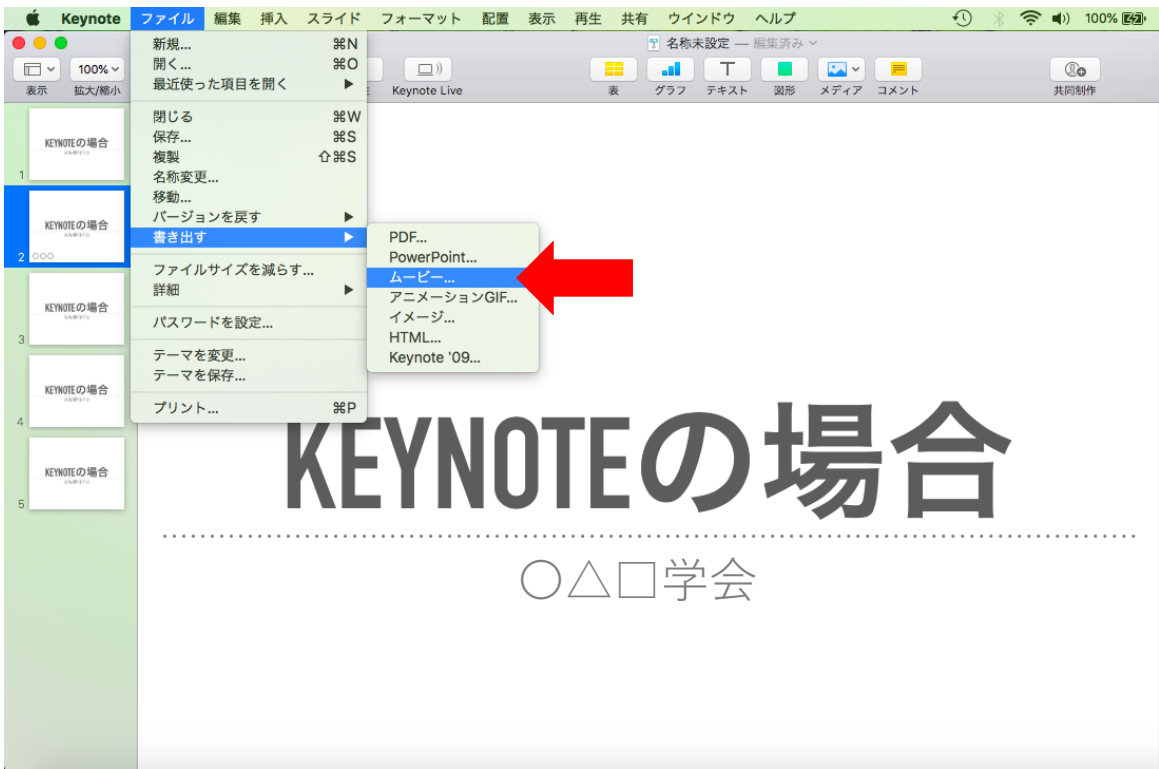 Keynote ファイル 編集 挿入 スライド フォーマット 配置 表示 再生 共有 ウインドウ ヘルプ 100%
名称未設定 — 編集済み
100%
表示 拡大/縮小 Keynote Live 表 グラフ テキスト 図形 メディア コメント 共同制作
新規... ⌘N
開く... ⌘O
最近使った項目を開く ▶
閉じる ⌘W
保存... ⌘S
複製 ⇧⌘S
名称変更...
移動...
バージョンを戻す ▶
書き出す ▶
ファイルサイズを減らす...
詳細 ▶
パスワードを設定...
テーマを変更...
テーマを保存...
プリント... ⌘P
PDF...
PowerPoint...
ムービー...
アニメーションGIF...
イメージ...
HTML...
Keynote '09...
KEYNOTEの場合
1
KEYNOTEの場合
2
KEYNOTEの場合
3
KEYNOTEの場合
4
KEYNOTEの場合
5
KEYNOTEの場合
〇△□学会